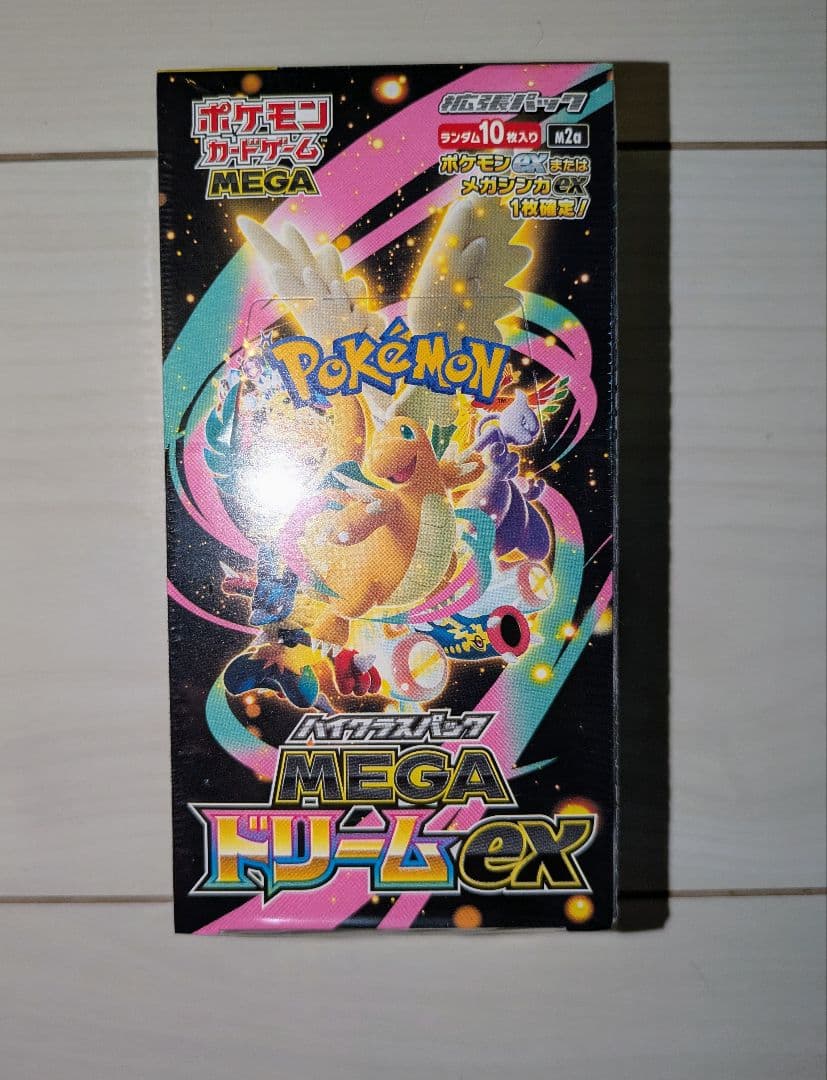 ポケモン
カードゲーム
MEGA
拡張パック
ランダム10枚入り M2a
ポケモンexまたは
メガシンカex
1枚確定!
POKéMON
TM
ハイクラスパック
MEGA
ドリームex